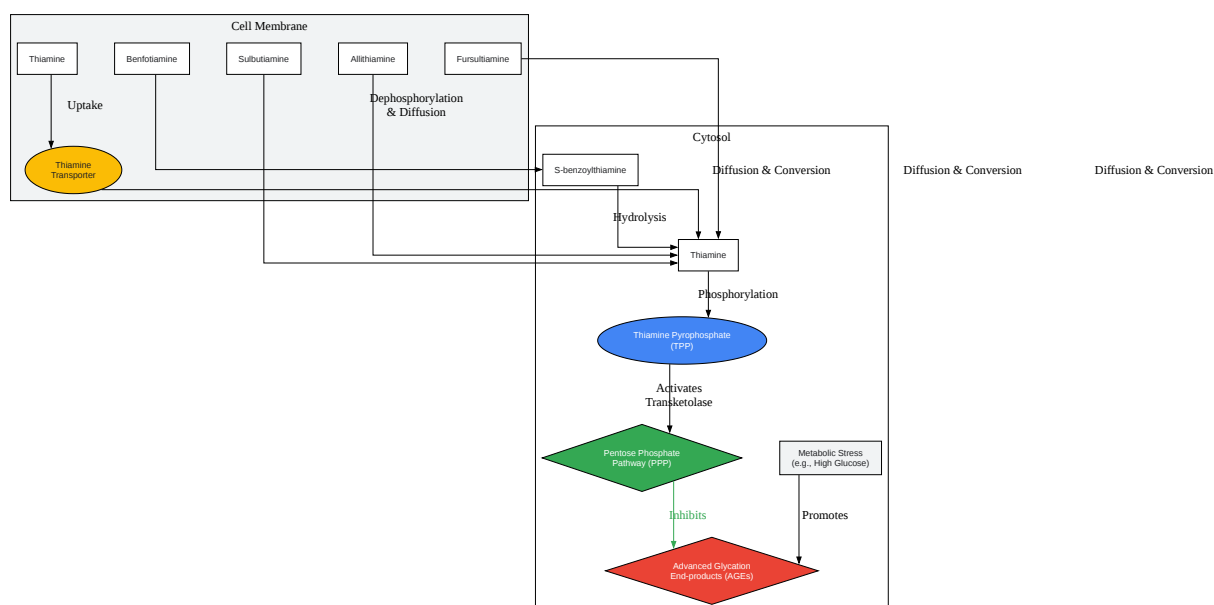 Cell Membrane
Thiamine
Benfotiamine
Sulbutiamine
Allithiamine
Fursultiamine
Uptake
Dephosphorylation
& Diffusion
Cytosol
Thiamine
Transporter
S-benzoylthiamine
Diffusion & Conversion
Diffusion & Conversion
Diffusion & Conversion
Hydrolysis
Thiamine
Phosphorylation
Thiamine Pyrophosphate
(TPP)
Activates
Transketolase
Pentose Phosphate
Pathway (PPP)
Metabolic Stress
(e.g., High Glucose)
Inhibits
Promotes
Advanced Glycation
End-products (AGEs)